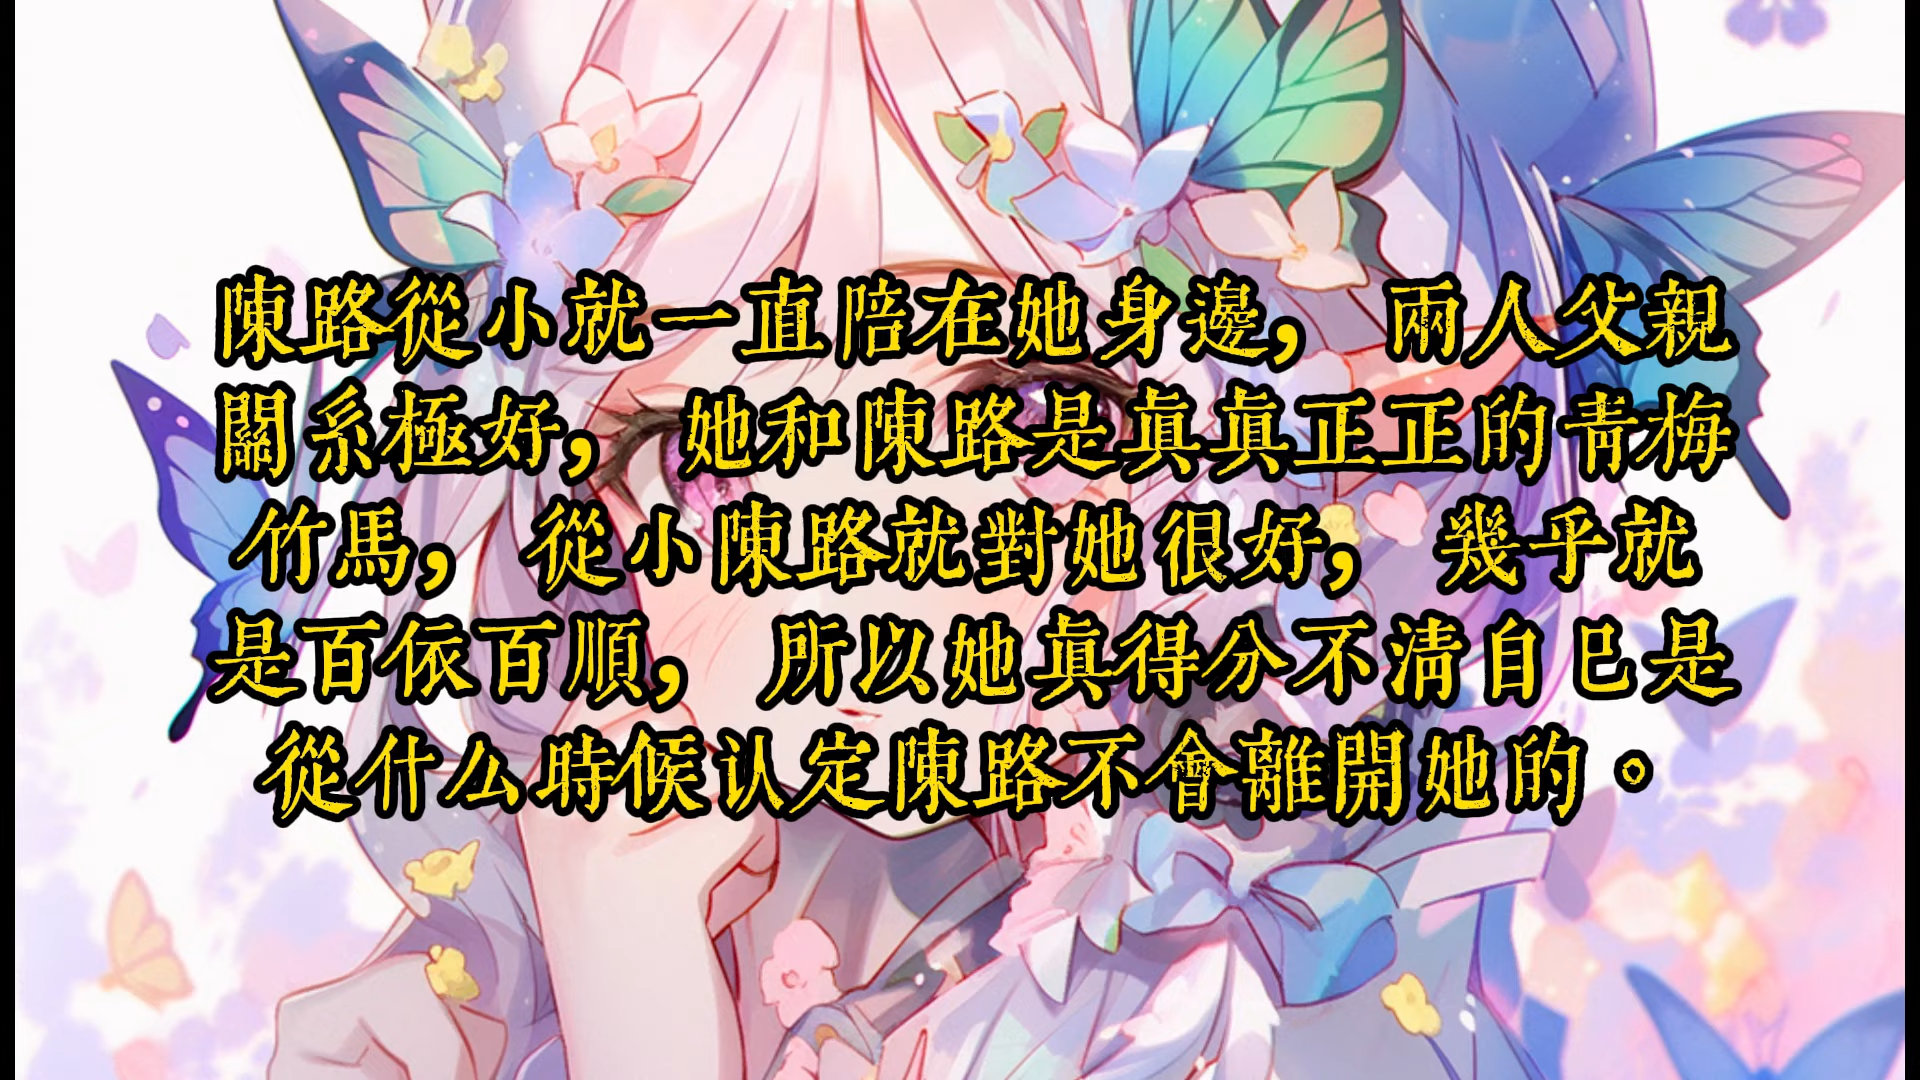 陳路從小就一直陪在她身邊，兩人父親
關系極好，她和陳路是真真正正的青梅
竹馬，從小陳路就對她很好，幾乎就
是百依百順，所以她真得分不清自已是
從什么時候认定陳路不會離開她的。